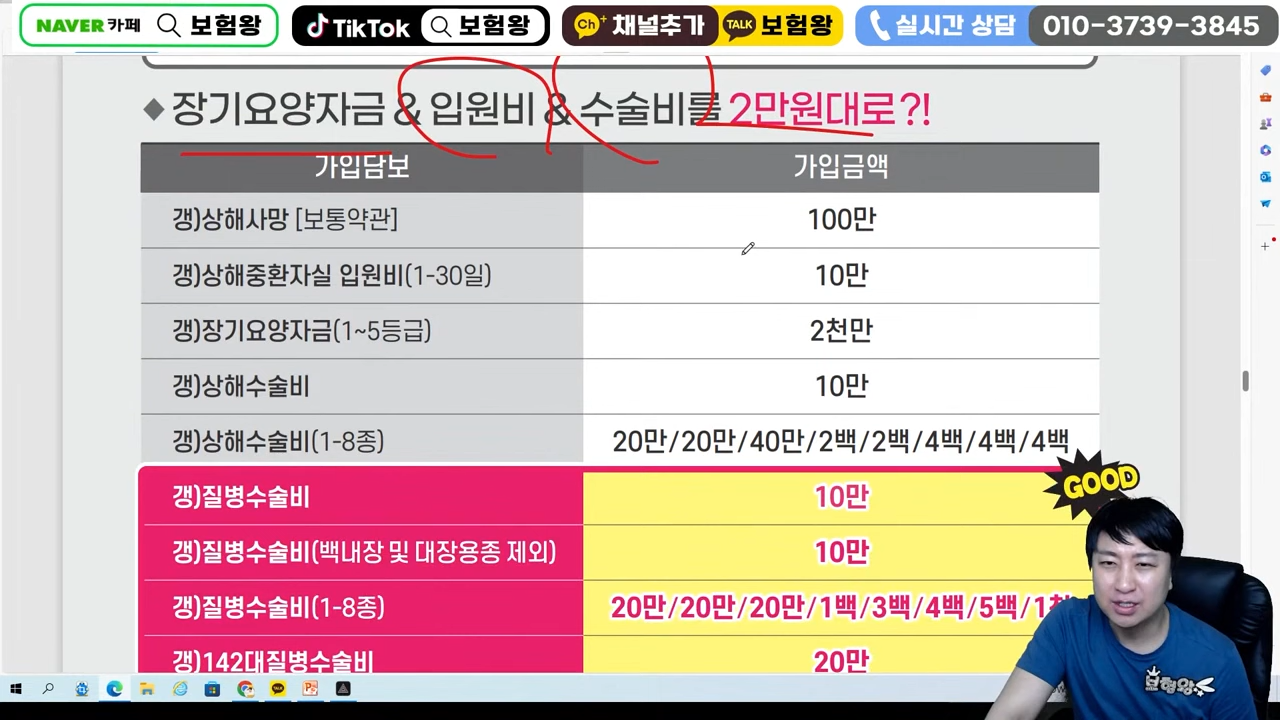 NAVER 카페 보험왕 TikTok 보험왕 Ch+ 채널추가 TALK 보험왕 실시간 상담 010-3739-3845
◆ 장기요양자금 & 입원비 & 수술비를 2만원대로?!
가입담보 가입금액
갱)상해사망 [보통약관] 100만
갱)상해중환자실 입원비(1-30일) 10만
갱)장기요양자금(1~5등급) 2천만
갱)상해수술비 10만
갱)상해수술비(1-8종) 20만/20만/40만/2백/2백/4백/4백/4백
GOOD
갱)질병수술비 10만
갱)질병수술비(백내장 및 대장용종 제외) 10만
갱)질병수술비(1-8종) 20만/20만/20만/1백/3백/4백/5백/1천
갱)142대질병수술비 20만
보험왕